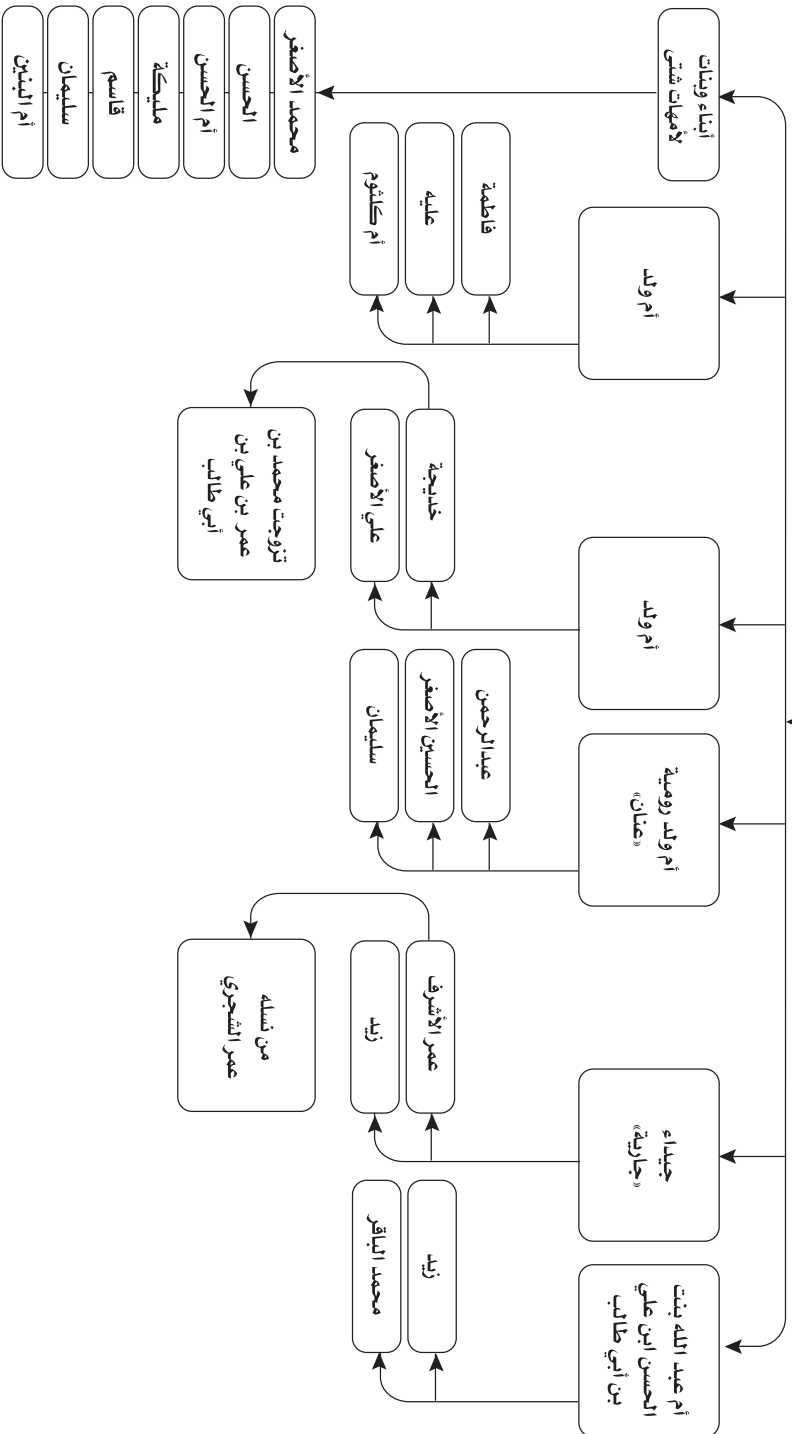 أم عبد الله بنت
الحسن ابن علي
بن أبي طالب
جيداء
«جارية»
أم ولد رومية
«عنان»
أم ولد
أم ولد
أبناء وبنات
لأمهات شتى
زيد
محمد الباقر
عمر الأشرف
زيد
من نسله
عمر الشجري
عبدالرحمن
الحسين الأصغر
سليمان
خديجة
علي الأصغر
تزوجت محمد بن
عمر بن علي بن
أبي طالب
فاطمة
عليه
أم كلثوم
محمد الأصغر
الحسن
أم الحسن
مليكة
قاسم
سليمان
أم البنين